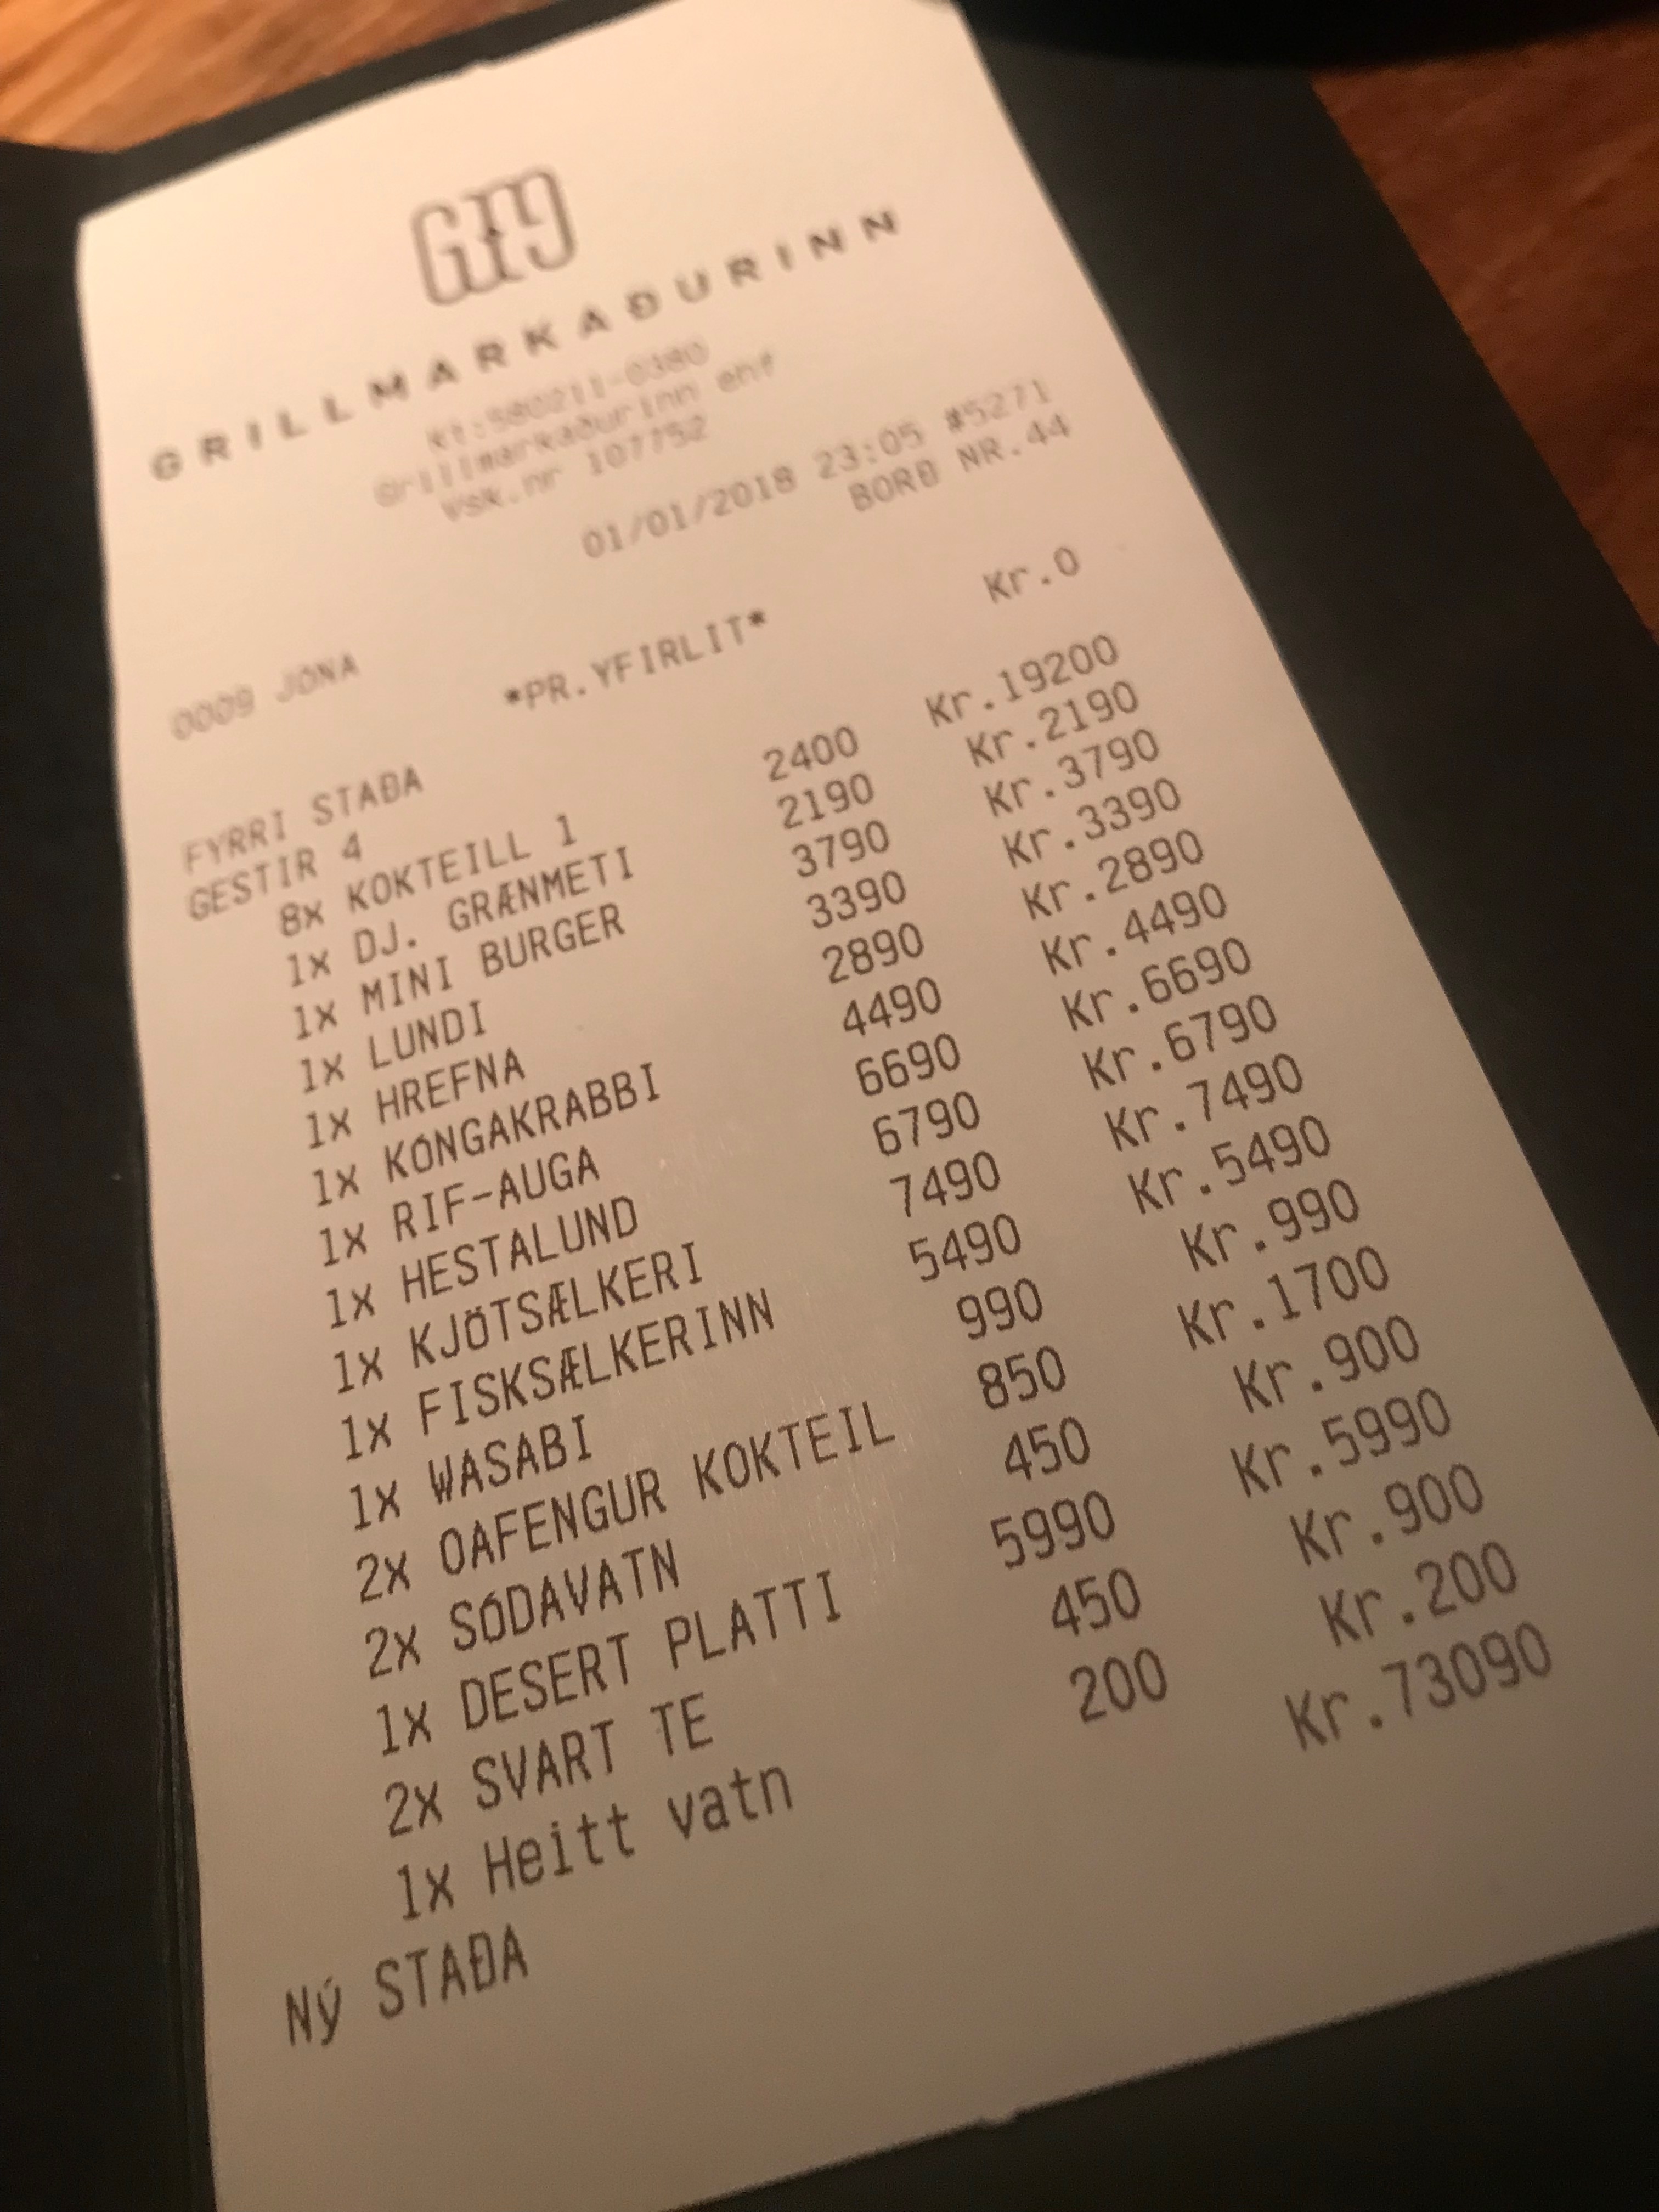 GM
GRILLMARKAÐURINN
kt:580211-0380
Grillmarkaðurinn ehf
Vsk.nr 107752
01/01/2018 23:05 #5271
BORÐ NR.44
0009 JÓNA
*PR.YFIRLIT*
FYRRI STAÐA Kr.0
GESTIR 4
8x KOKTEILL 1 2400 Kr.19200
1x DJ. GRÆNMETI 2190 Kr.2190
1x MINI BURGER 3790 Kr.3790
1x LUNDI 3390 Kr.3390
1x HREFNA 2890 Kr.2890
1x KÓNGAKRABBI 4490 Kr.4490
1x RIF-AUGA 6690 Kr.6690
1x HESTALUND 6790 Kr.6790
1x KJÖTSÆLKERI 7490 Kr.7490
1x FISKSÆLKERINN 5490 Kr.5490
1x WASABI 990 Kr.990
2x OAFENGUR KOKTEIL 850 Kr.1700
2x SÓDAVATN 450 Kr.900
1x DESERT PLATTI 5990 Kr.5990
2x SVART TE 450 Kr.900
1x Heitt vatn 200 Kr.200
Ný STAÐA Kr.73090